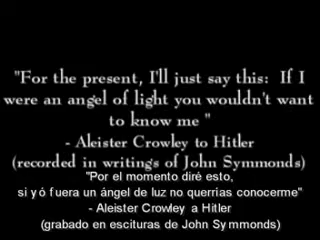 "For the present, I'll just say this:  If I
were an angel of light you wouldn't want
to know me "
- Aleister Crowley to Hitler
(recorded in writings of John Symmonds)
"Por el momento diré esto,
si y ó fuera un ángel de luz no querrias conocerme"
- Aleister Crowley  a Hitler
(grabado en escituras de John Symmonds)